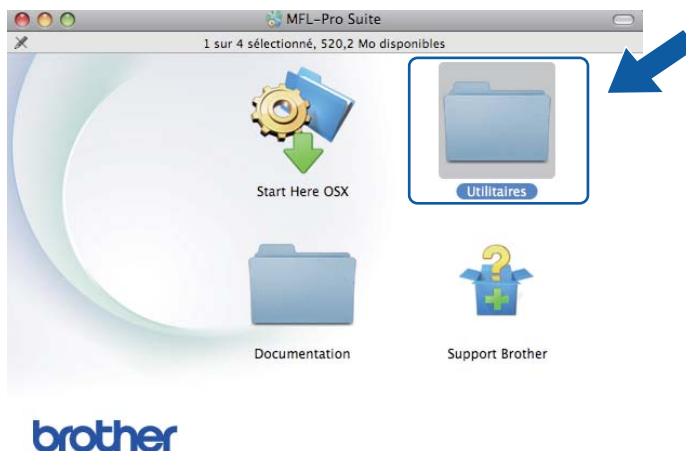 MFL-Pro Suite
1 sur 4 sélectionné, 520,2 Mo disponibles
Start Here OSX
Utilitaires
Documentation
Support Brother
brother